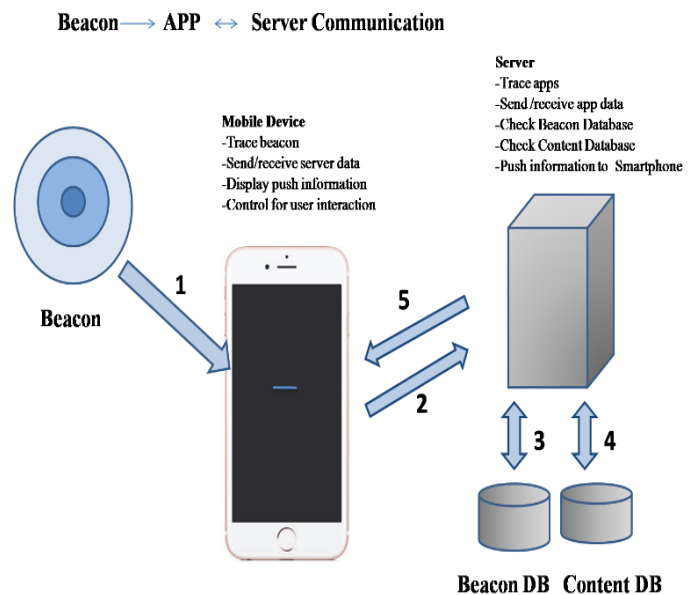 Beacon → APP ↔ Server Communication
Server
-Trace apps
-Send/receive app data
-Check Beacon Database
-Check Content Database
-Push information to Smartphone
Mobile Device
-Trace beacon
-Send/receive server data
-Display push information
-Control for user interaction
Beacon
1
5
2
3
4
Beacon DB
Content DB